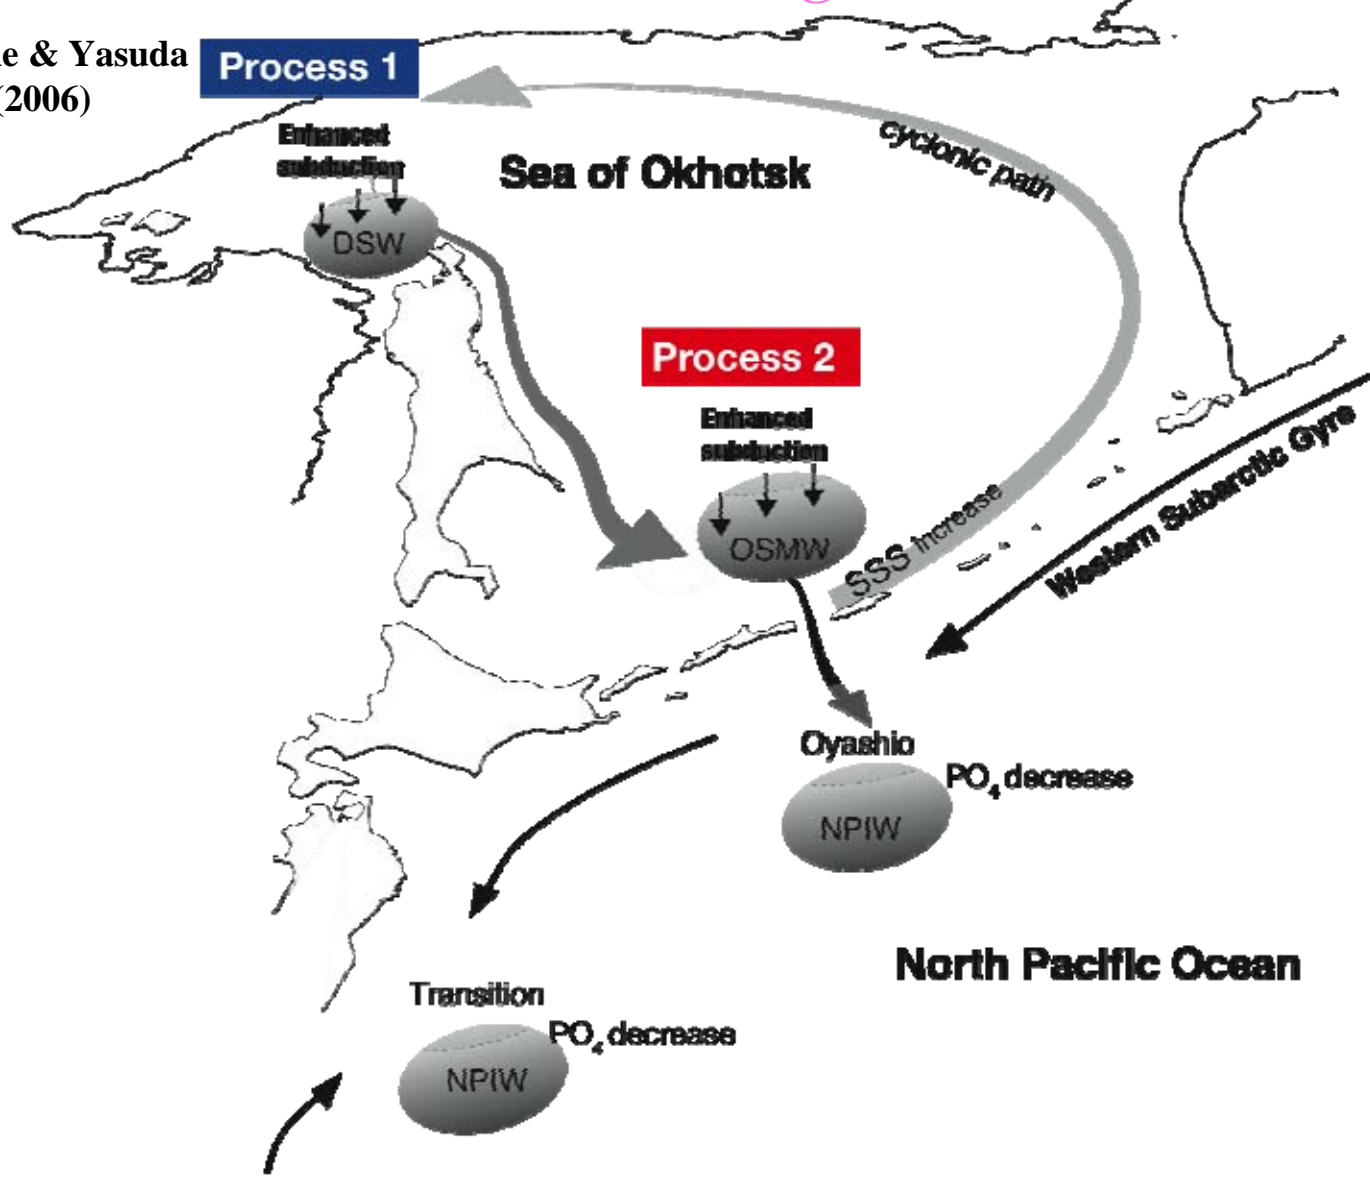 & Yasuda
(2006)
Process 1
Enhanced
subduction
DSW
Sea of Okhotsk
cyclonic path
Process 2
Enhanced
subduction
OSMW
SSS increase
Western Subarctic Gyre
Oyashio
PO4 decrease
NPIW
North Pacific Ocean
Transition
PO4 decrease
NPIW